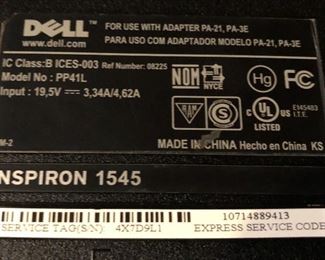 DELL
www.dell.com
FOR USE WITH ADAPTER PA-21, PA-3E
PARA USO COM ADAPTADOR MODELO PA-21, PA-3E
IC Class:B ICES-003 Ref Number: 08225
Model No : PP41L
Input : 19,5V 3,34A/4,62A
NOM
NYCE
Hg
FC
E145483
I.T.E.
M-2
MADE IN CHINA Hecho en China KS
NSPIRON 1545
SERVICE TAG(S/N): 4X7D9L1
10714889413
EXPRESS SERVICE CODE